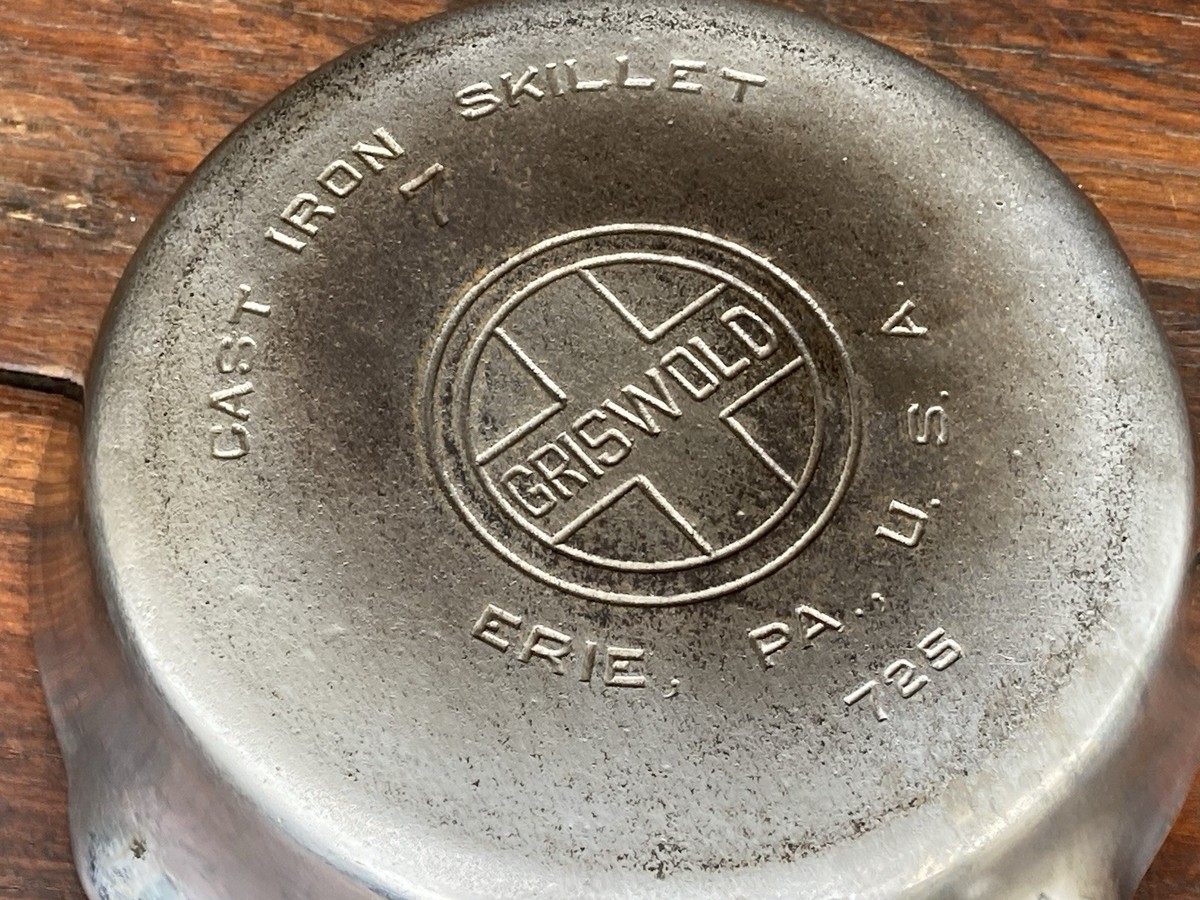 CAST IRON SKILLET
7
GRISWOLD
ERIE, PA., U. S. A.
725